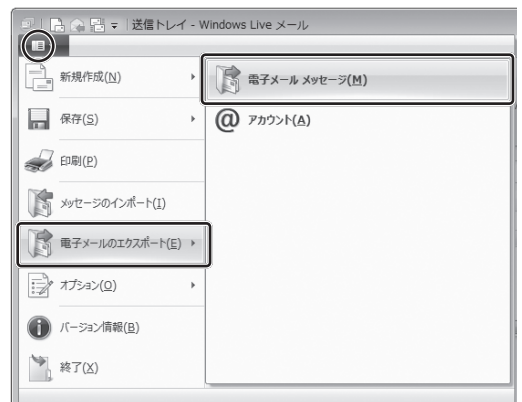 送信トレイ - Windows Live メール
新規作成(N)
保存(S)
印刷(P)
メッセージのインポート(I)
電子メールのエクスポート(E)
オプション(O)
バージョン情報(B)
終了(X)
電子メール メッセージ(M)
アカウント(A)